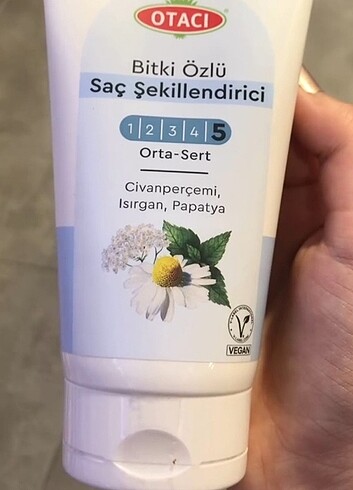 OTACI
Bitki Özlü
Saç Şekillendirici
1|2|3|4|5
Orta-Sert
Civanperçemi,
Isırgan, Papatya
VEGAN